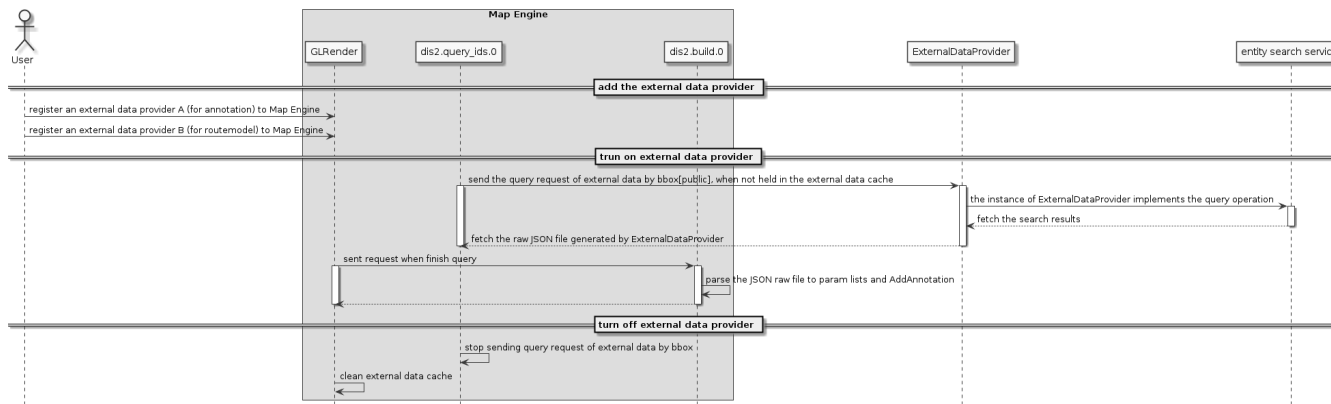 Map Engine
User
GLRender
dis2.query_ids.0
dis2.build.0
ExternalDataProvider
entity search servic
add the external data provider
register an external data provider A (for annotation) to Map Engine
register an external data provider B (for routemodel) to Map Engine
trun on external data provider
send the query request of external data by bbox[public], when not held in the external data cache
the instance of ExternalDataProvider implements the query operation
fetch the search results
fetch the raw JSON file generated by ExternalDataProvider
sent request when finish query
parse the JSON raw file to param lists and AddAnnotation
turn off external data provider
stop sending query request of external data by bbox
clean external data cache